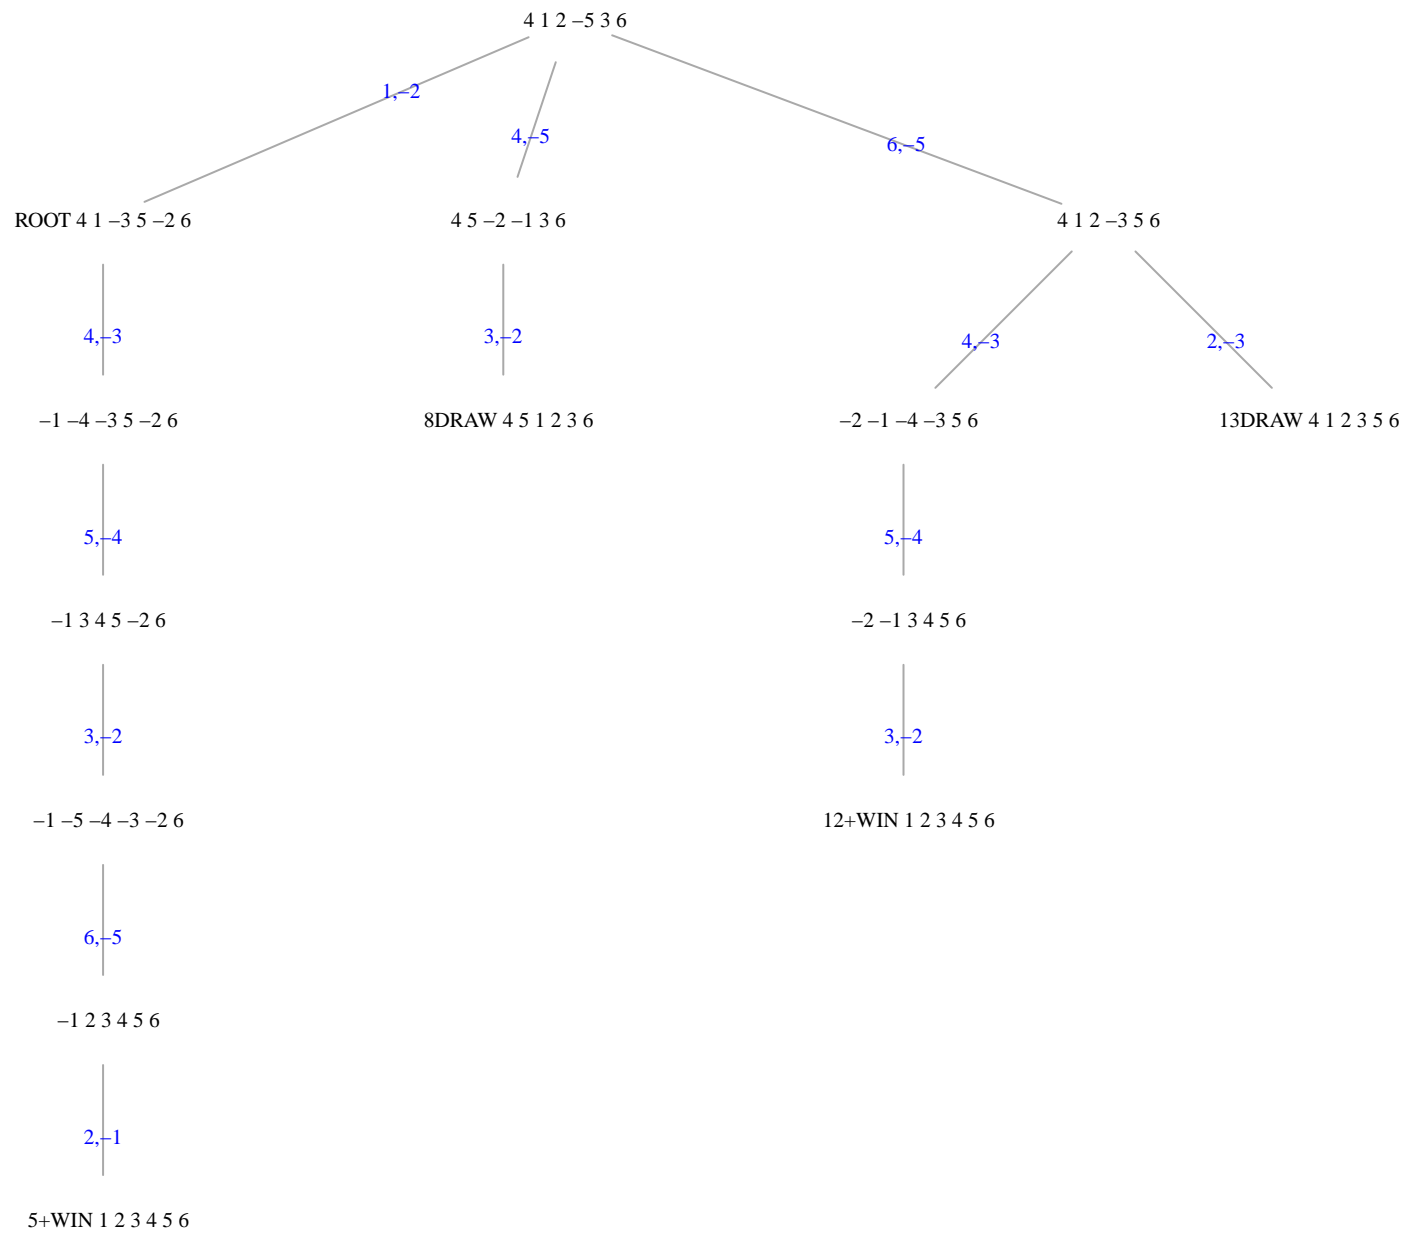 4 1 2 –5 3 6
1,–2
4,–5
6,–5
ROOT 4 1 –3 5 –2 6
4 5 –2 –1 3 6
4 1 2 –3 5 6
4,–3
3,–2
4,–3
2,–3
–1 –4 –3 5 –2 6
8DRAW 4 5 1 2 3 6
–2 –1 –4 –3 5 6
13DRAW 4 1 2 3 5 6
5,–4
5,–4
–1 3 4 5 –2 6
–2 –1 3 4 5 6
3,–2
3,–2
–1 –5 –4 –3 –2 6
12+WIN 1 2 3 4 5 6
6,–5
–1 2 3 4 5 6
2,–1
5+WIN 1 2 3 4 5 6